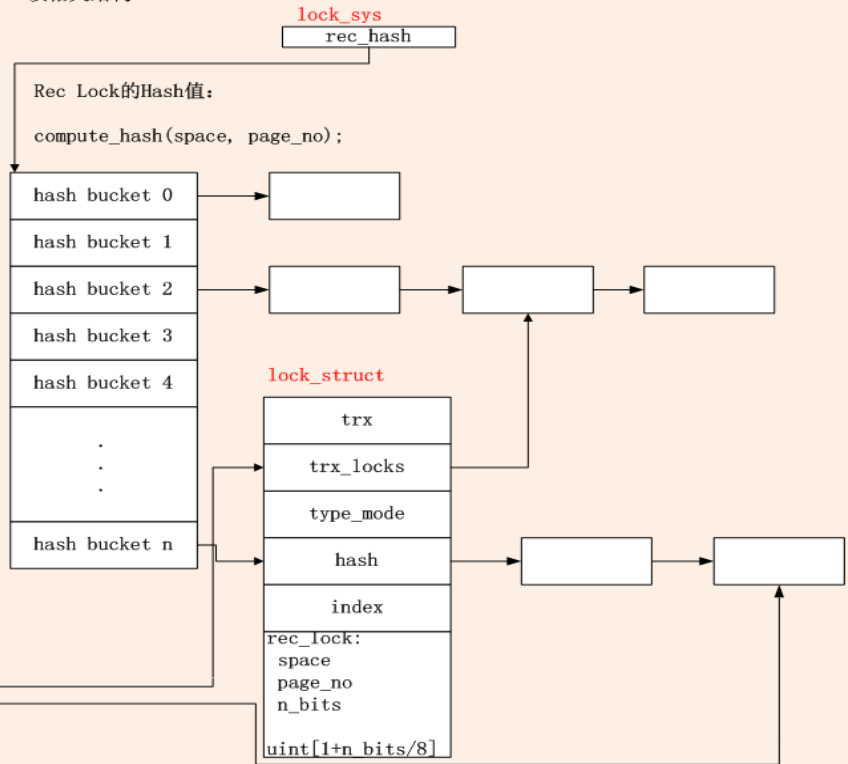 lock_sys
rec_hash
Rec Lock的Hash值:
compute_hash(space, page_no);
hash bucket 0
hash bucket 1
hash bucket 2
hash bucket 3
hash bucket 4
.
.
.
hash bucket n
lock_struct
trx
trx_locks
type_mode
hash
index
rec_lock:
space
page_no
n_bits
uint[1+n_bits/8]